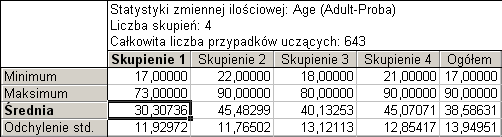 Statystyki zmiennej ilościowej: Age (Adult-Proba)
Liczba skupień: 4
Całkowita liczba przypadków uczących: 643
Skupienie 1 Skupienie 2 Skupienie 3 Skupienie 4 Ogółem
Minimum 17,00000 22,00000 18,00000 21,00000 17,00000
Maksimum 73,00000 90,00000 80,00000 90,00000 90,00000
Średnia 30,30736 45,48299 40,13253 45,07071 38,58631
Odchylenie std. 11,92972 11,76502 13,12113 12,85417 13,94951